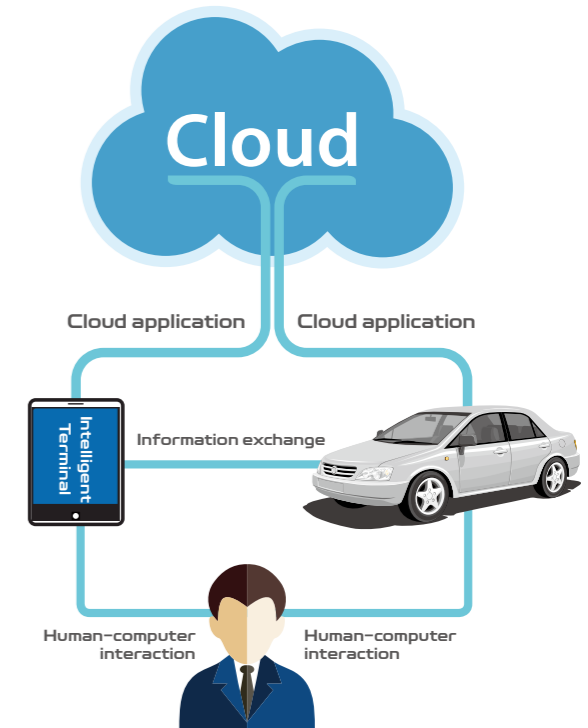 Cloud
Cloud application
Cloud application
Intelligent
Terminal
Information exchange
Human-computer
interaction
Human-computer
interaction